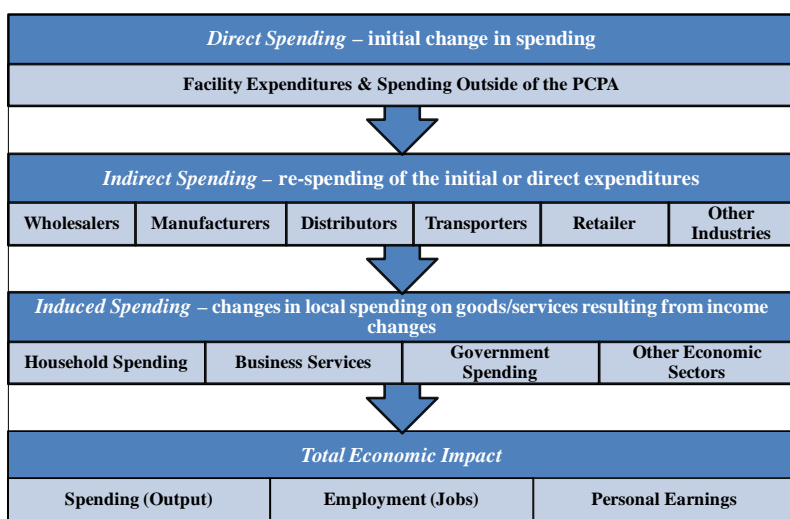 Direct Spending – initial change in spending
Facility Expenditures & Spending Outside of the PCPA
Indirect Spending – re-spending of the initial or direct expenditures
Wholesalers
Manufacturers
Distributors
Transporters
Retailer
Other
Industries
Induced Spending – changes in local spending on goods/services resulting from income
changes
Household Spending
Business Services
Government
Spending
Other Economic
Sectors
Total Economic Impact
Spending (Output)
Employment (Jobs)
Personal Earnings